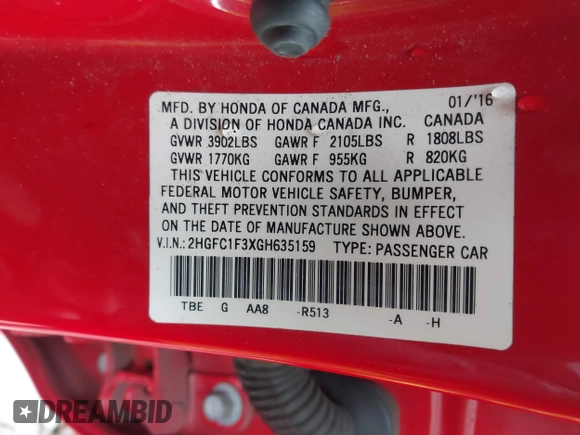 MFD. BY HONDA OF CANADA MFG., 01/'16
A DIVISION OF HONDA CANADA INC. CANADA
GVWR 3902LBS GAWR F 2105LBS R 1808LBS
GVWR 1770KG GAWR F 955KG R 820KG
THIS VEHICLE CONFORMS TO ALL APPLICABLE
FEDERAL MOTOR VEHICLE SAFETY, BUMPER,
AND THEFT PREVENTION STANDARDS IN EFFECT
ON THE DATE OF MANUFACTURE SHOWN ABOVE.
V.I.N.: 2HGFC1F3XGH635159 TYPE: PASSENGER CAR
TBE G AA8 -R513 -A -H
DREAMBID